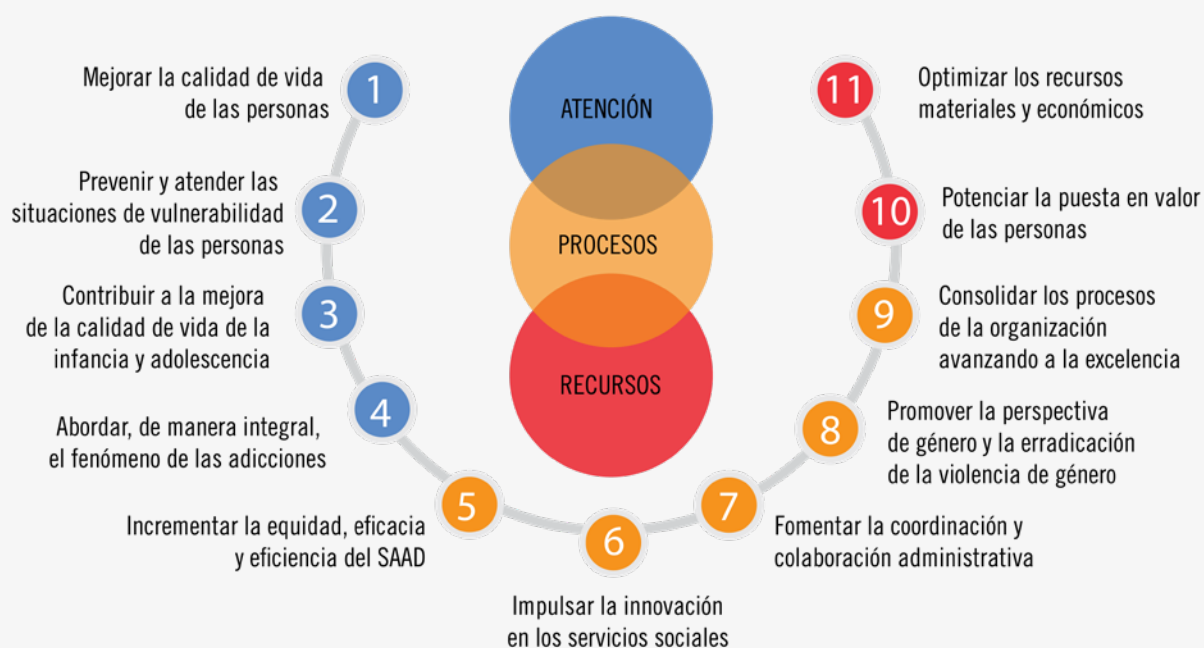 1
Mejorar la calidad de vida
de las personas
2
Prevenir y atender las
situaciones de vulnerabilidad
de las personas
3
Contribuir a la mejora
de la calidad de vida de la
infancia y adolescencia
4
Abordar, de manera integral,
el fenómeno de las adicciones
5
Incrementar la equidad, eficacia
y eficiencia del SAAD
6
Impulsar la innovación
en los servicios sociales
7
Fomentar la coordinación y
colaboración administrativa
8
Promover la perspectiva
de género y la erradicación
de la violencia de género
9
Consolidar los procesos
de la organización
avanzando a la excelencia
10
Potenciar la puesta en valor
de las personas
11
Optimizar los recursos
materiales y económicos
ATENCIÓN
PROCESOS
RECURSOS